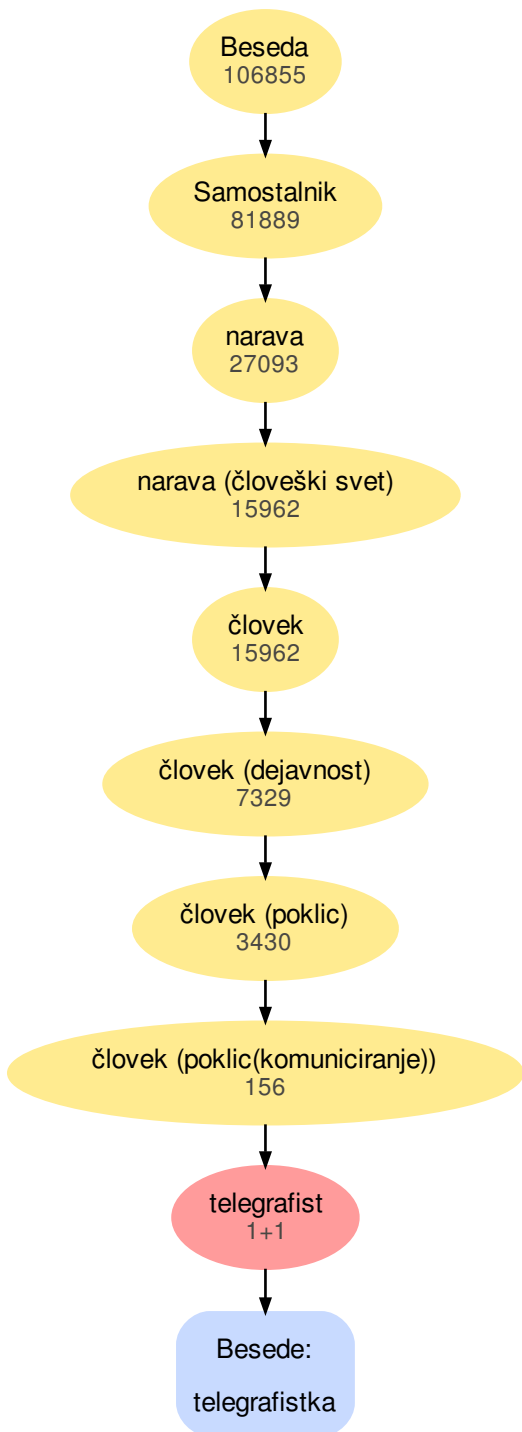 Beseda
106855
Samostalnik
81889
narava
27093
narava (človeški svet)
15962
človek
15962
človek (dejavnost)
7329
človek (poklic)
3430
človek (poklic(komuniciranje))
156
telegrafist
1+1
Besede:
telegrafistka